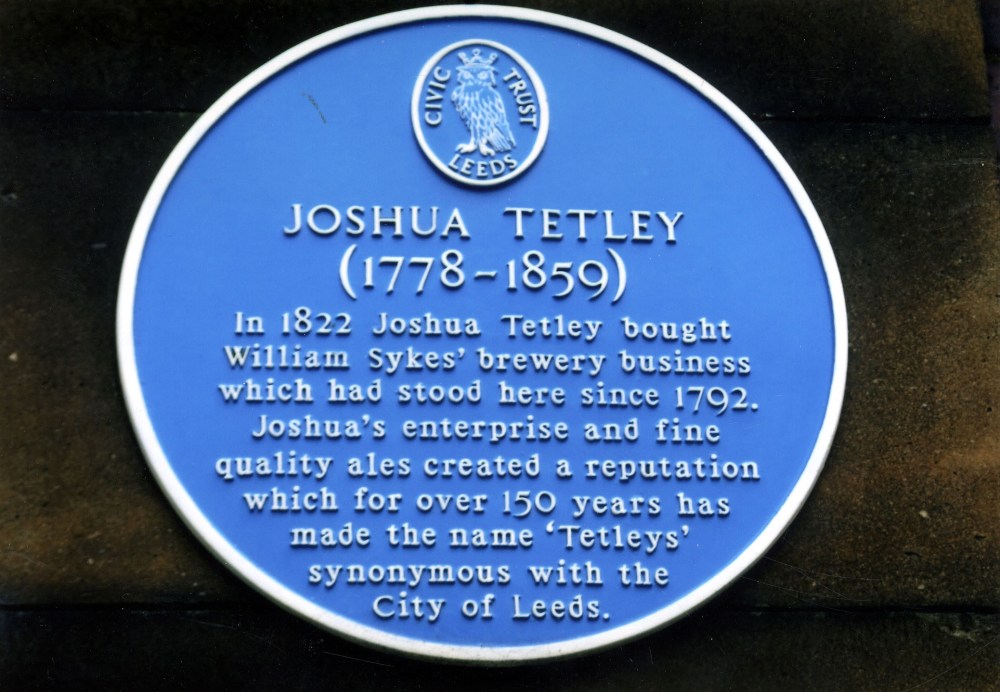 CIVIC TRUST
LEEDS
JOSHUA TETLEY
(1778-1859)
In 1822 Joshua Tetley bought
William Sykes' brewery business
which had stood here since 1792.
Joshua's enterprise and fine
quality ales created a reputation
which for over 150 years has
made the name 'Tetleys'
synonymous with the
City of Leeds.